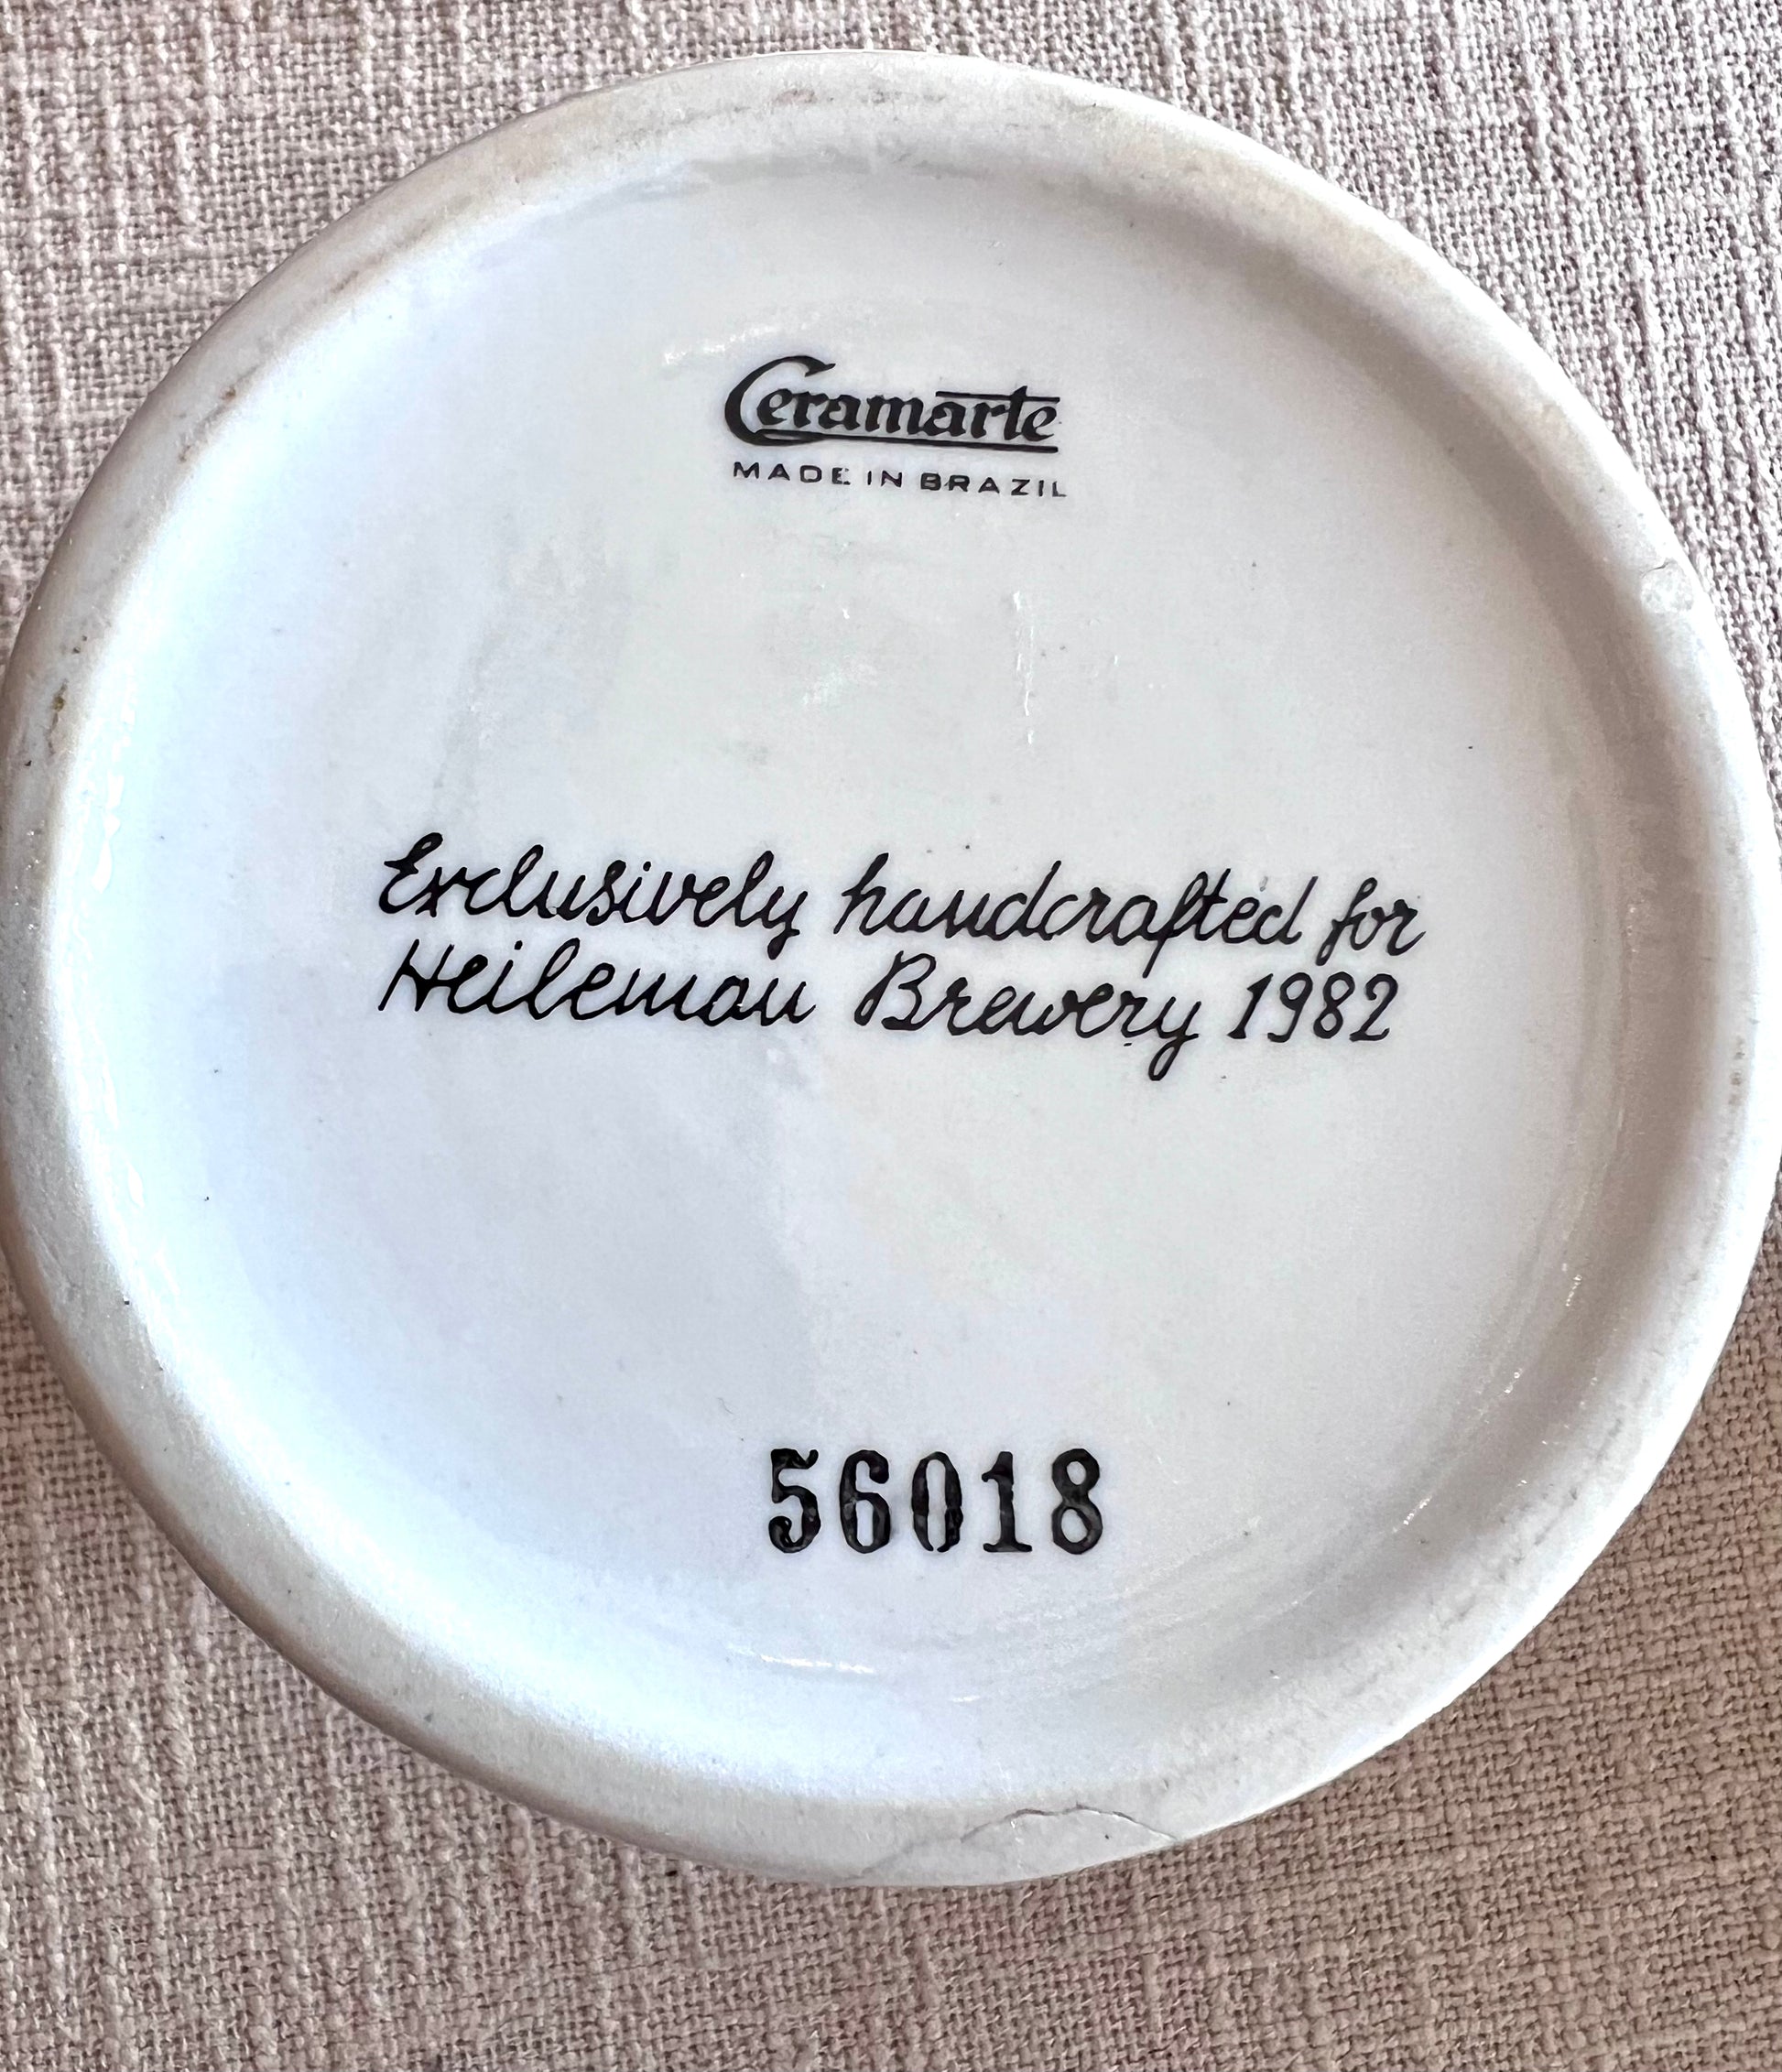 Ceramarte
MADE IN BRAZIL
Exclusively handcrafted for
Heileman Brewery 1982
56018